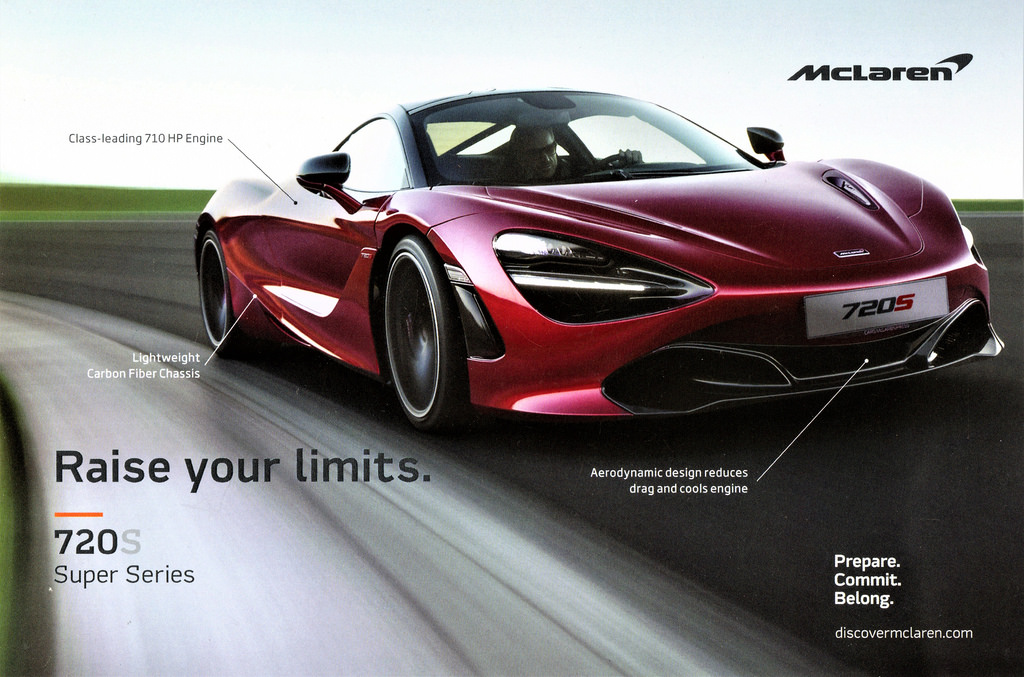 McLaren
Class-leading 710 HP Engine
720S
Lightweight
Carbon Fiber Chassis
Raise your limits.
Aerodynamic design reduces
drag and cools engine
720S
Super Series
Prepare.
Commit.
Belong.
discovermclaren.com